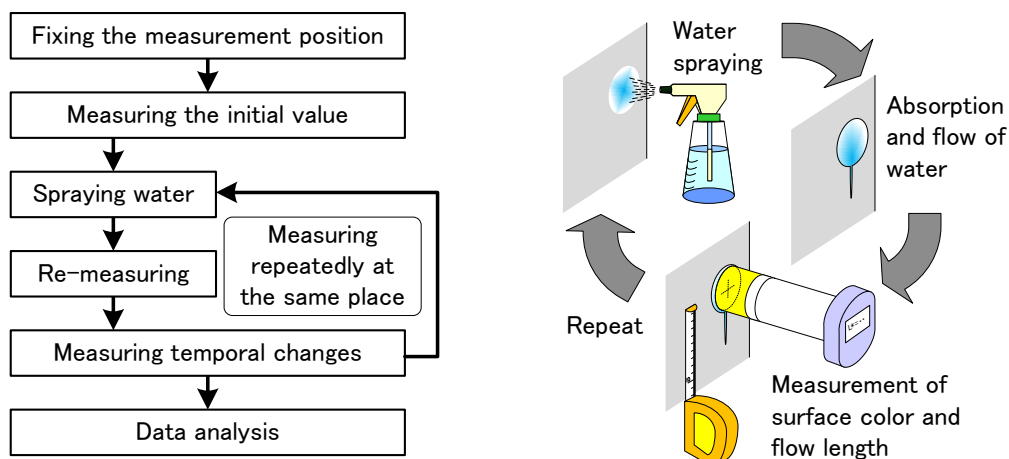 Fixing the measurement position
Measuring the initial value
Spraying water
Re-measuring
Measuring
repeatedly at
the same place
Measuring temporal changes
Data analysis
Water
spraying
Absorption
and flow of
water
Repeat
Measurement of
surface color and
flow length